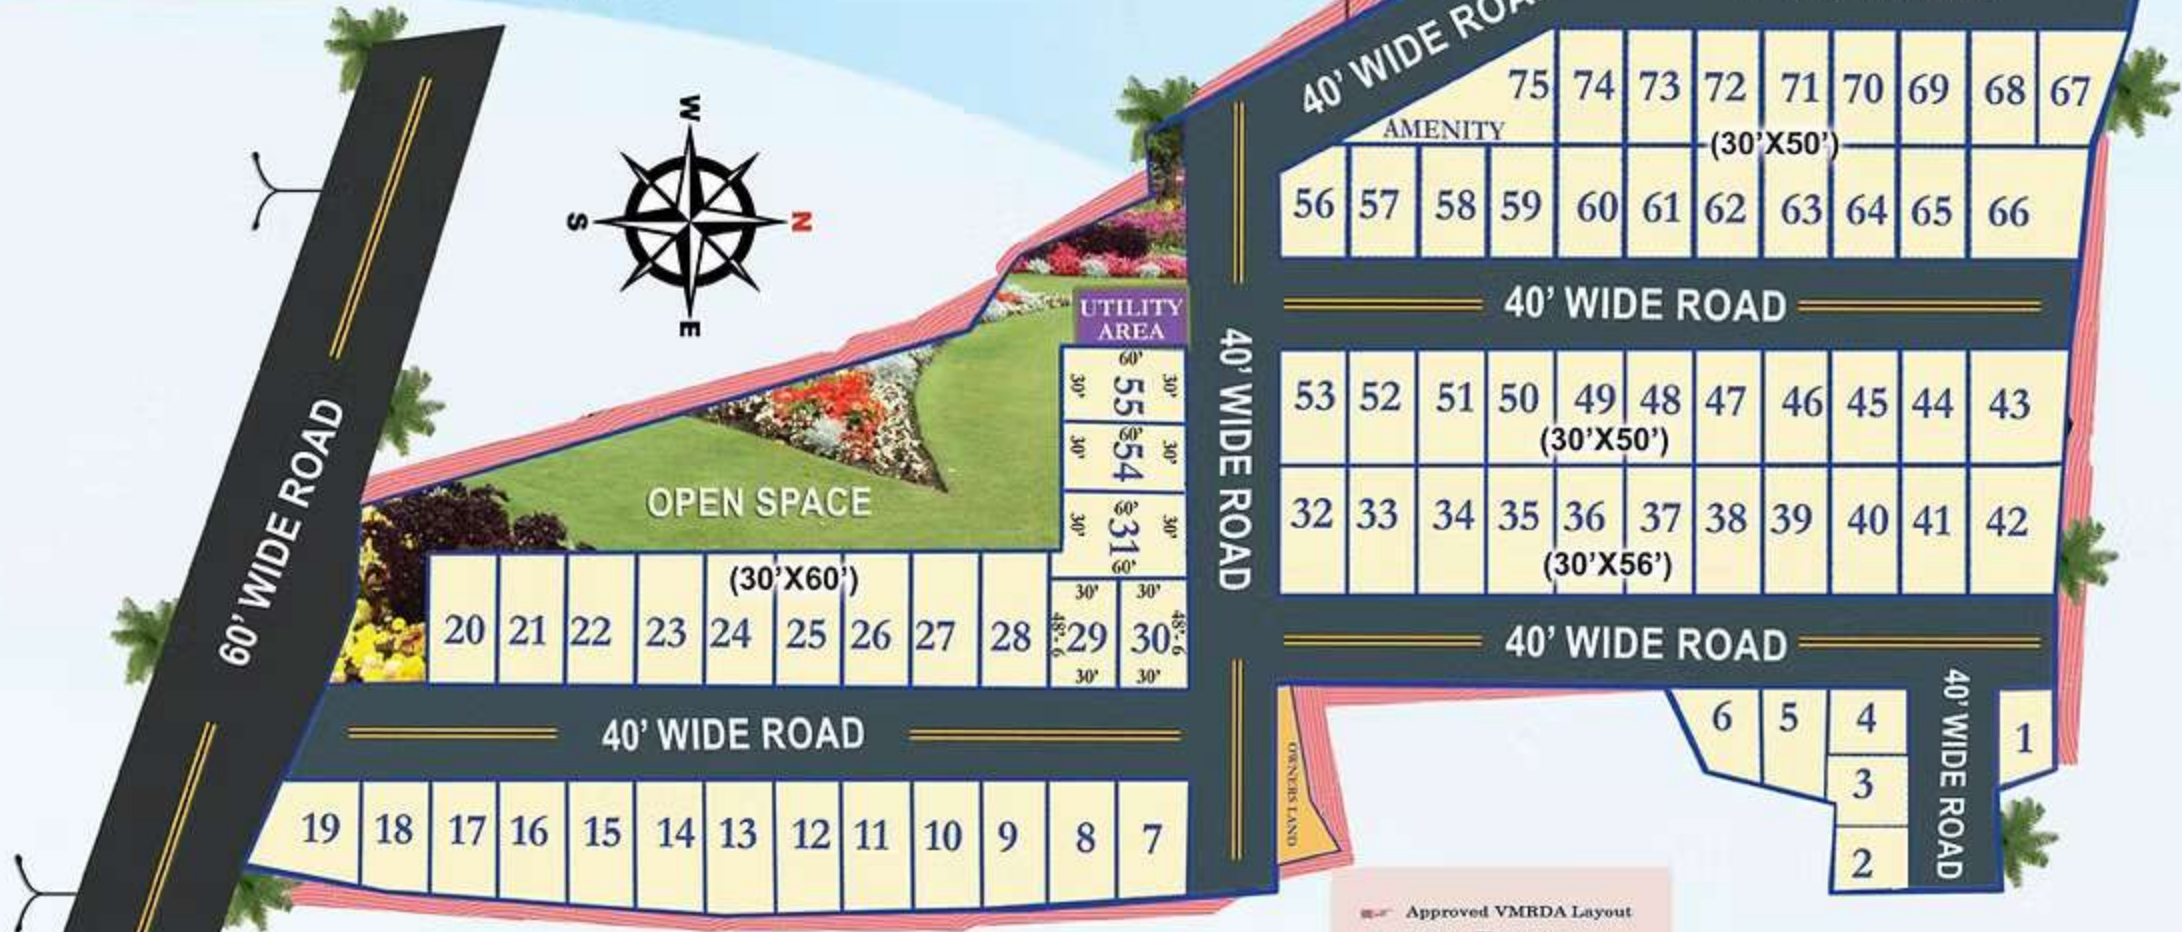 40' WIDE ROA
75 74 73 72 71 70 69 68 67
AMENITY
(30'X50')
56 57 58 59 60 61 62 63 64 65 66
40' WIDE ROAD
W
S
N
E
60' WIDE ROAD
OPEN SPACE
UTILITY
AREA
60'
30' 55 30'
60'
30' 54 30'
60'
30' 31 30'
60'
40' WIDE ROAD
53 52 51 50 49 48 47 46 45 44 43
(30'X50')
32 33 34 35 36 37 38 39 40 41 42
(30'X56')
40' WIDE ROAD
(30'X60')
20 21 22 23 24 25 26 27 28
30' 30'
48'-6 29 30 48'-6
30' 30'
40' WIDE ROAD
19 18 17 16 15 14 13 12 11 10 9 8 7
OWNERS LAND
6 5 4
3
2
40' WIDE ROAD
1
Approved VMRDA Layout